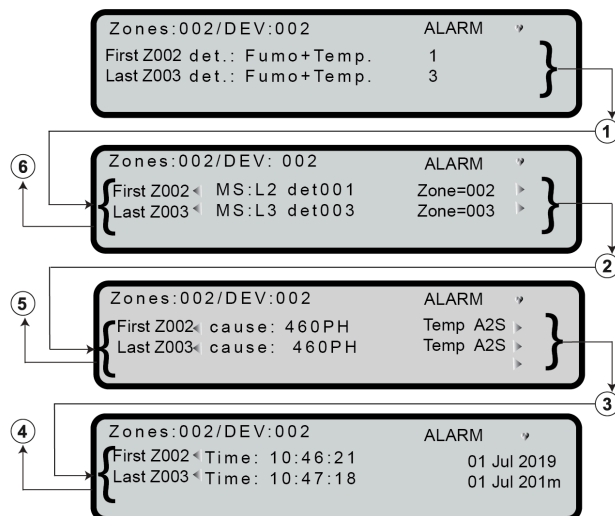 Zones:002/DEV:002 ALARM
First Z002 det.: Fumo+Temp. 1
Last Z003 det.: Fumo+Temp. 3
1
6
Zones:002/DEV: 002 ALARM
First Z002 MS:L2 det001 Zone=002
Last Z003 MS:L3 det003 Zone=003
2
5
Zones:002/DEV:002 ALARM
First Z002 cause: 460PH Temp A2S
Last Z003 cause: 460PH Temp A2S
3
4
Zones:002/DEV:002 ALARM
First Z002 Time: 10:46:21 01 Jul 2019
Last Z003 Time: 10:47:18 01 Jul 201m